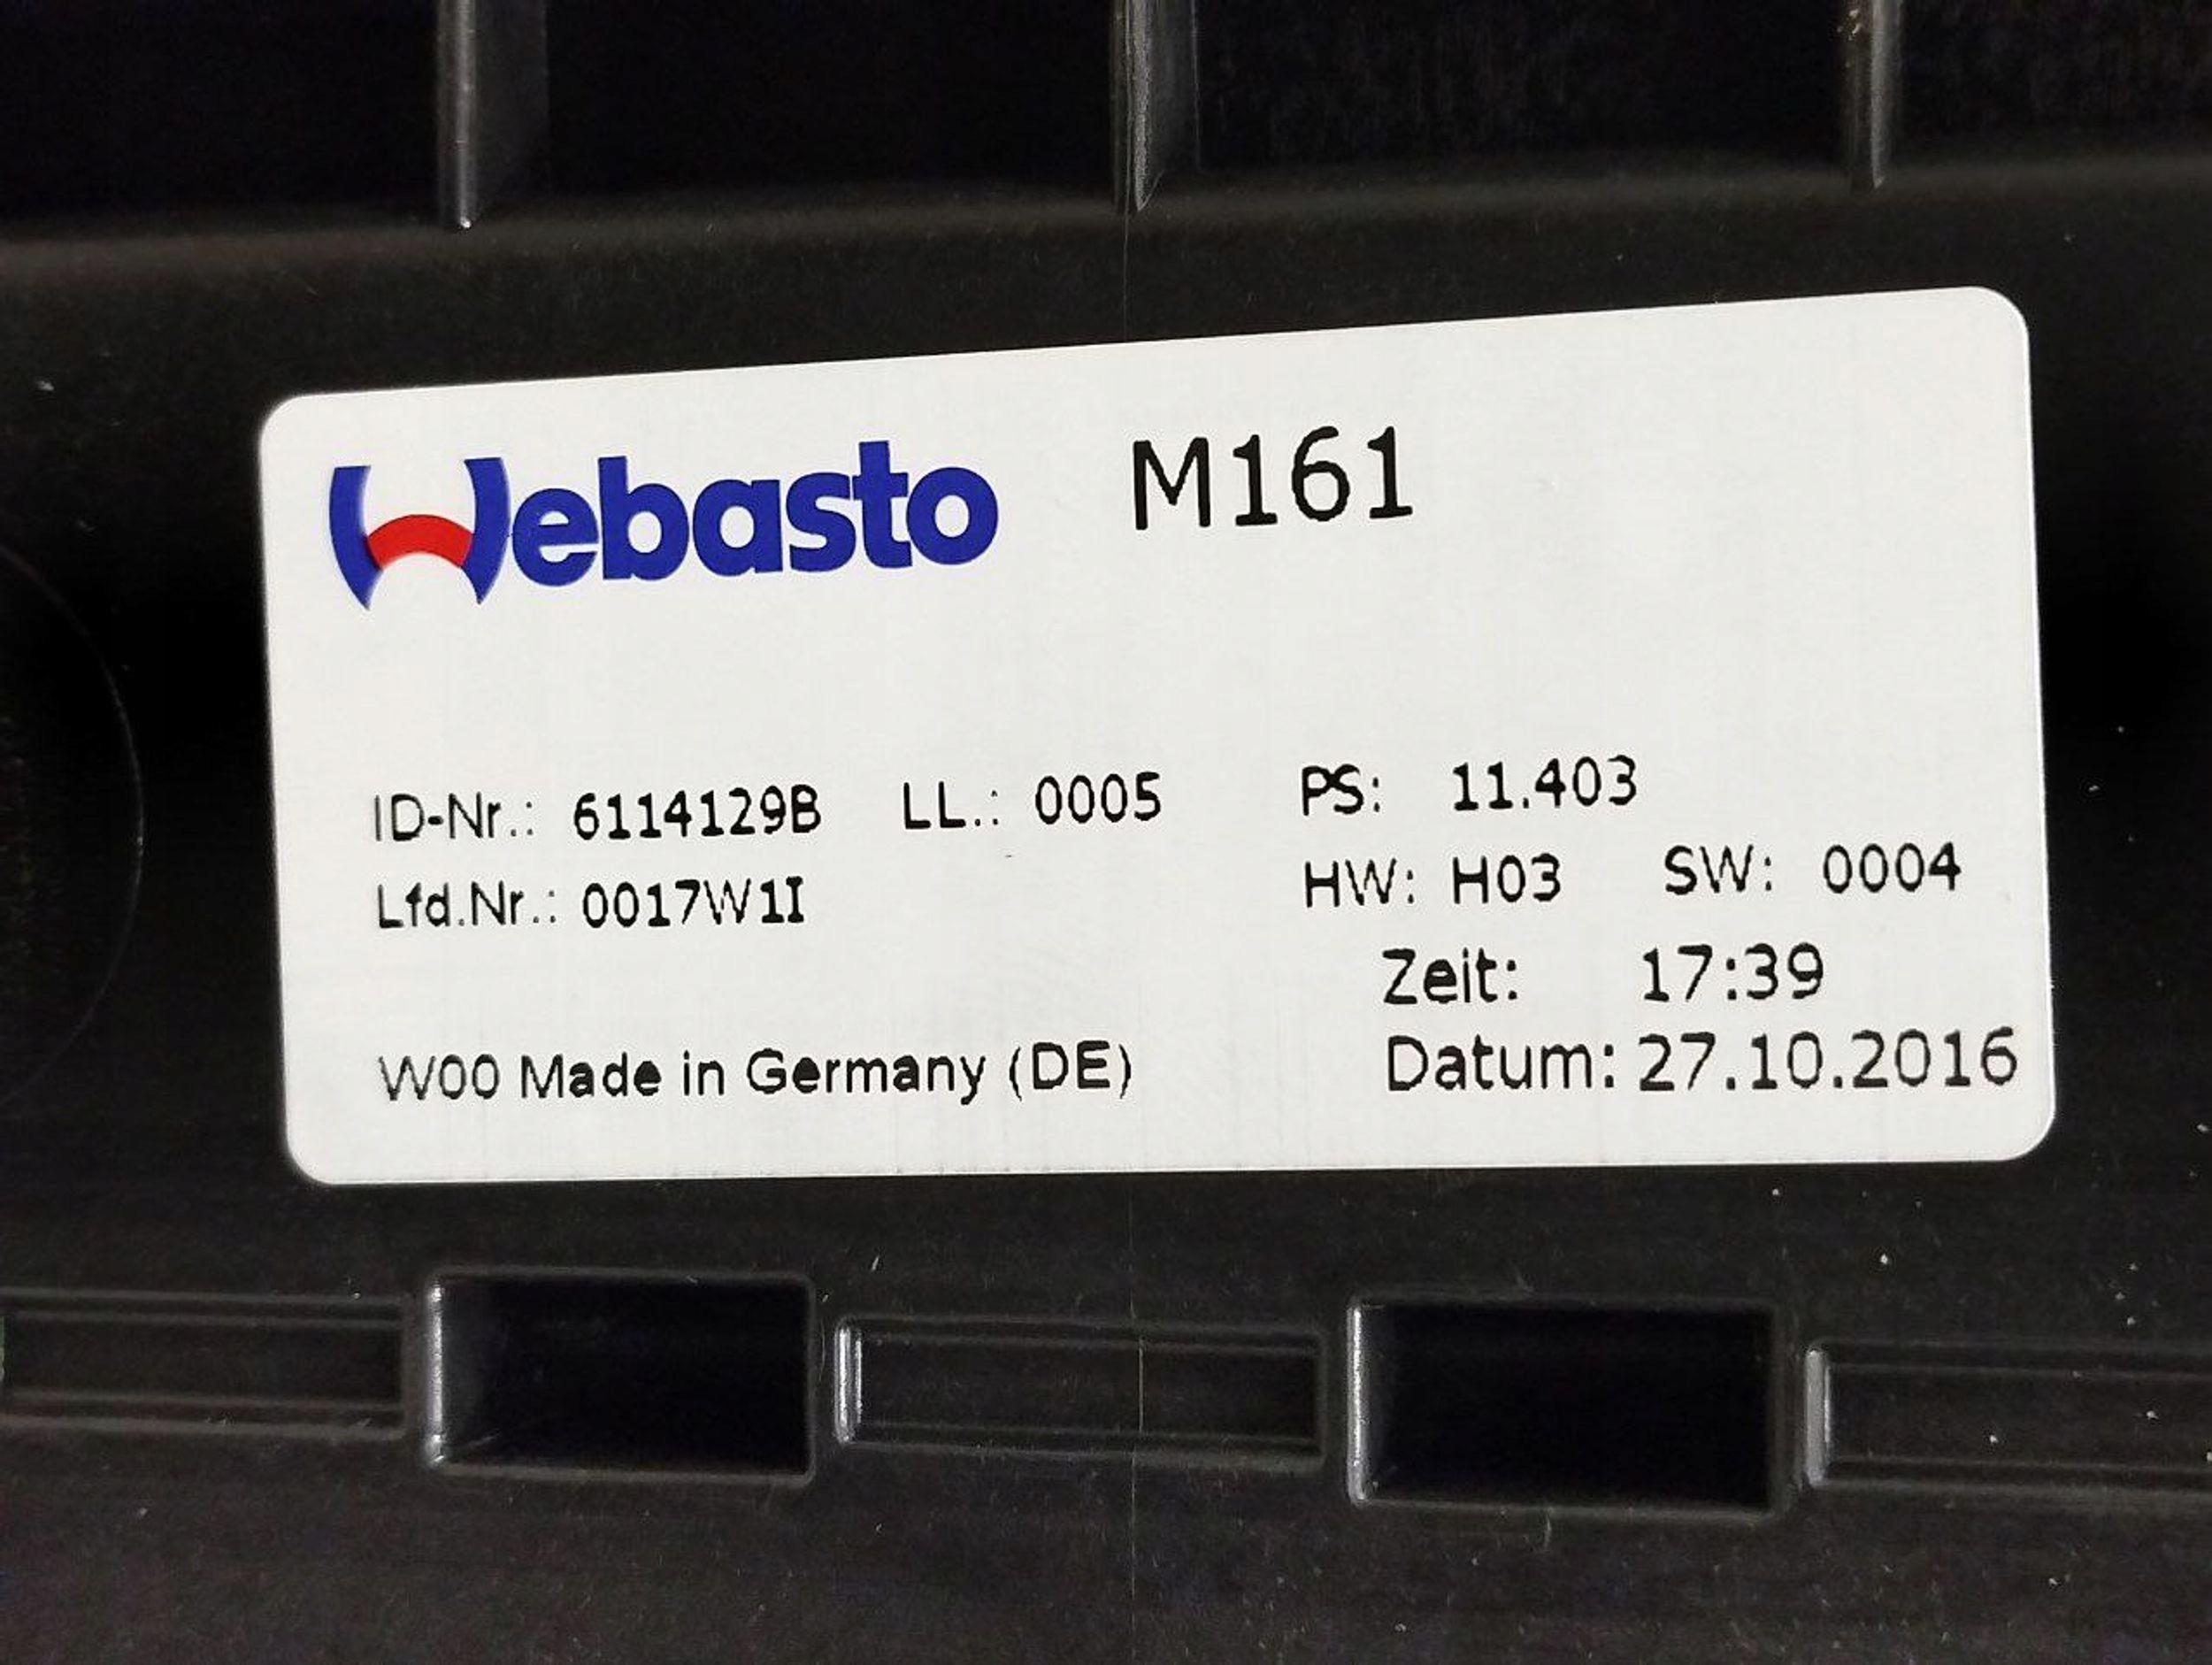 Webasto M161
ID-Nr.: 6114129B LL.: 0005 PS: 11.403
Lfd.Nr.: 0017W1I HW: H03 SW: 0004
Zeit: 17:39
W00 Made in Germany (DE) Datum: 27.10.2016